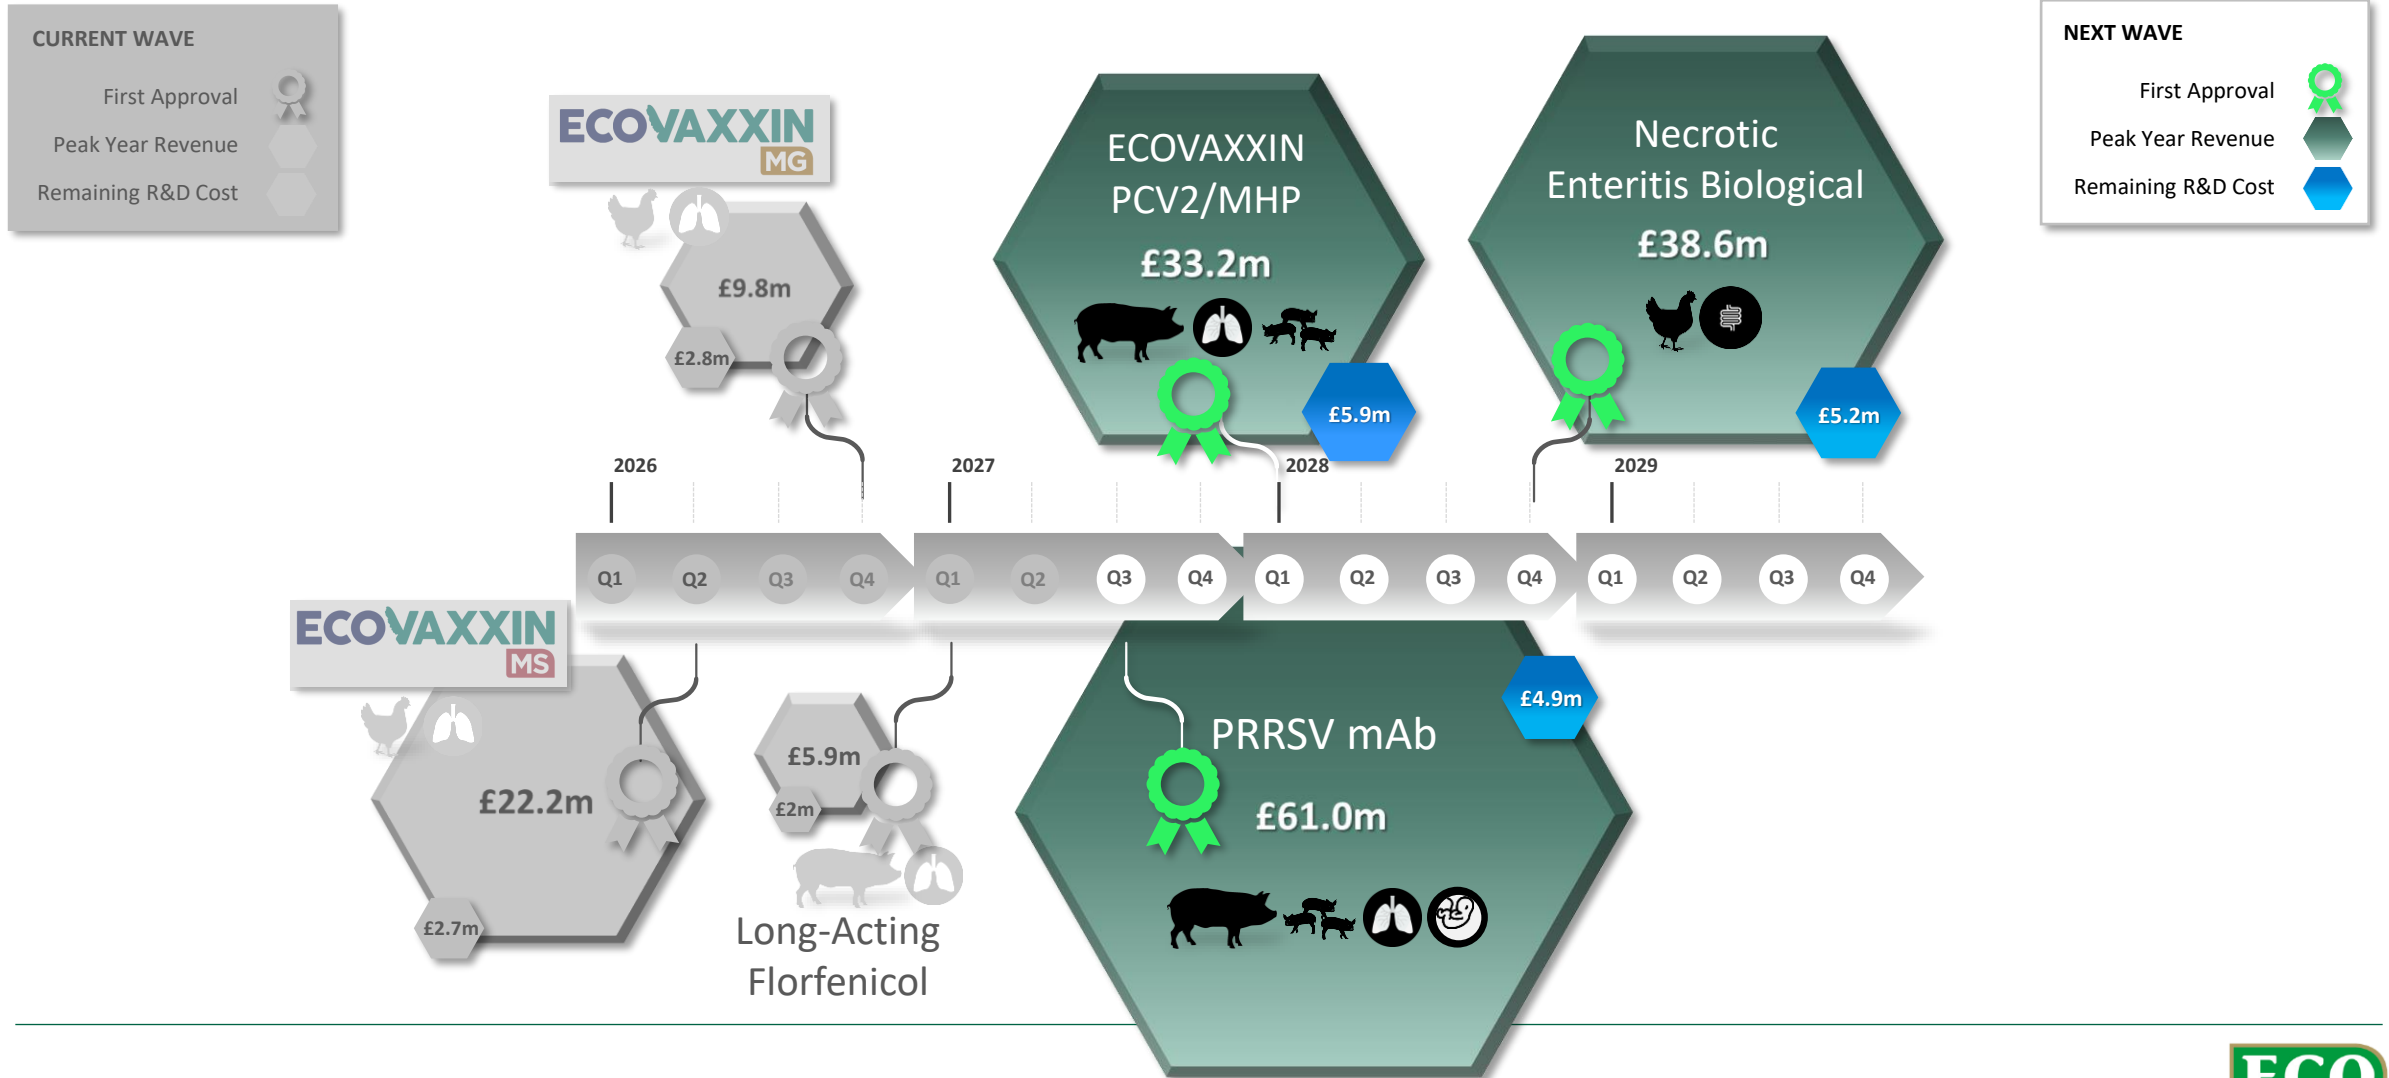 CURRENT WAVE
First Approval
Peak Year Revenue
Remaining R&D Cost
NEXT WAVE
First Approval
Peak Year Revenue
Remaining R&D Cost
ECOVAXXIN
MG
£9.8m
£2.8m
ECOVAXXIN
PCV2/MHP
£33.2m
£5.9m
Necrotic
Enteritis Biological
£38.6m
£5.2m
2026
2027
2028
2029
Q1
Q2
Q3
Q4
Q1
Q2
Q3
Q4
Q1
Q2
Q3
Q4
Q1
Q2
Q3
Q4
ECOVAXXIN
MS
£22.2m
£2.7m
£5.9m
£2m
Long-Acting
Florfenicol
PRRSV mAb
£61.0m
£4.9m
ECO